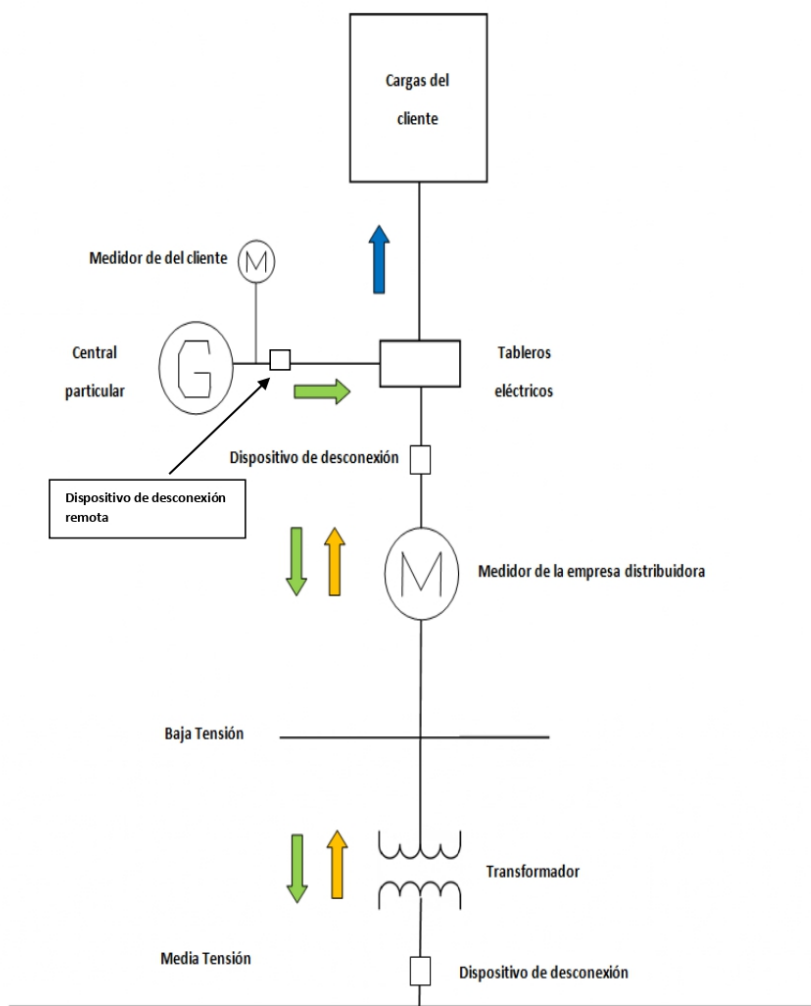 Cargas del
cliente
Medidor de del cliente
M
Central
particular
G
Tableros
eléctricos
Dispositivo de desconexión
Dispositivo de desconexión
remota
M
Medidor de la empresa distribuidora
Baja Tensión
Transformador
Media Tensión
Dispositivo de desconexión